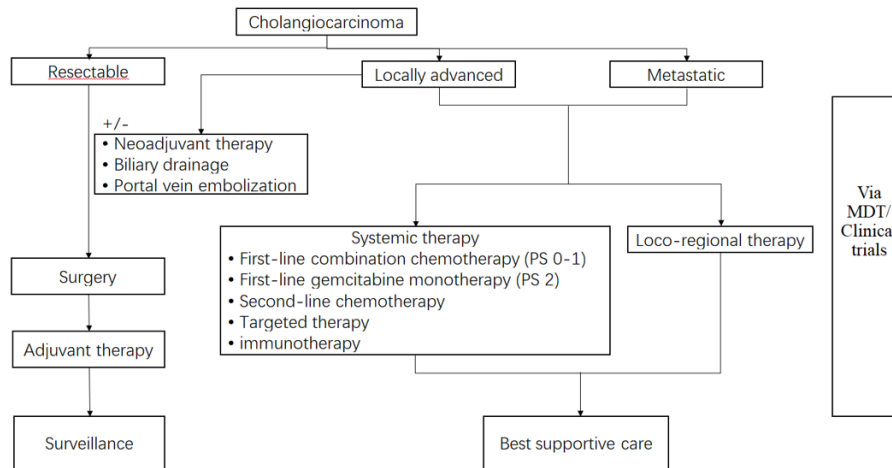 Cholangiocarcinoma
Resectable
Locally advanced
Metastatic
+/-
• Neoadjuvant therapy
• Biliary drainage
• Portal vein embolization
Via
MDT/
Clinical
trials
Systemic therapy
• First-line combination chemotherapy (PS 0-1)
• First-line gemcitabine monotherapy (PS 2)
• Second-line chemotherapy
• Targeted therapy
• immunotherapy
Loco-regional therapy
Surgery
Adjuvant therapy
Surveillance
Best supportive care